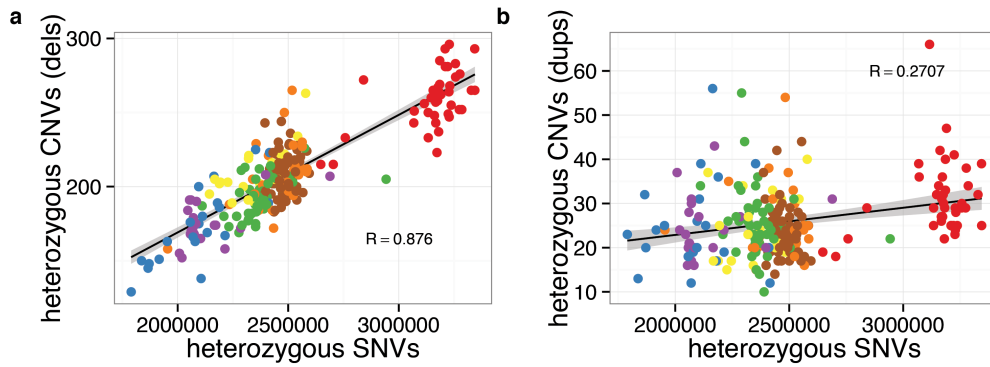 a
heterozygous CNVs (dels)
300
200
R = 0.876
2000000 2500000 3000000
heterozygous SNVs
b
heterozygous CNVs (dups)
60
50
40
30
20
10
R = 0.2707
2000000 2500000 3000000
heterozygous SNVs